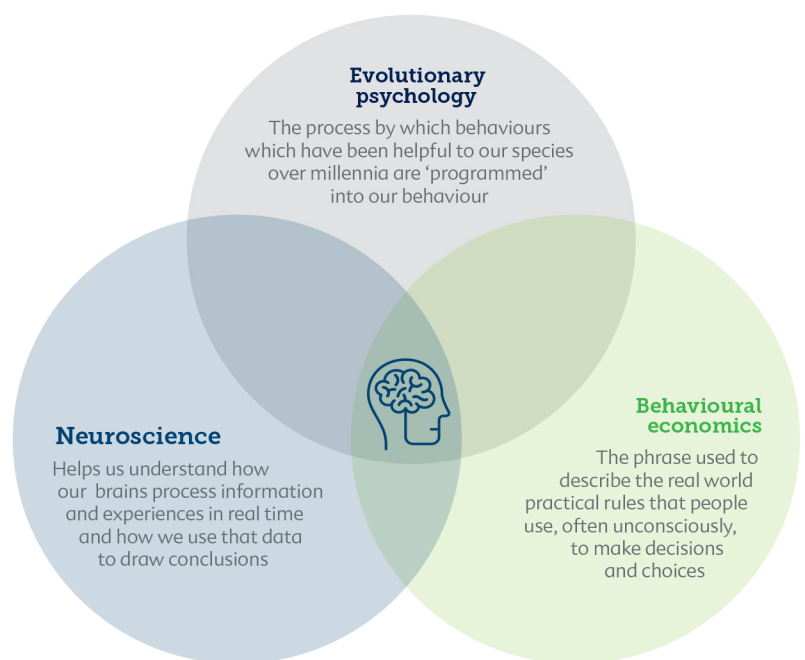 Evolutionary
psychology
The process by which behaviours
which have been helpful to our species
over millennia are ‘programmed’
into our behaviour
Neuroscience
Helps us understand how
our brains process information
and experiences in real time
and how we use that data
to draw conclusions
Behavioural
economics
The phrase used to
describe the real world
practical rules that people
use, often unconsciously,
to make decisions
and choices